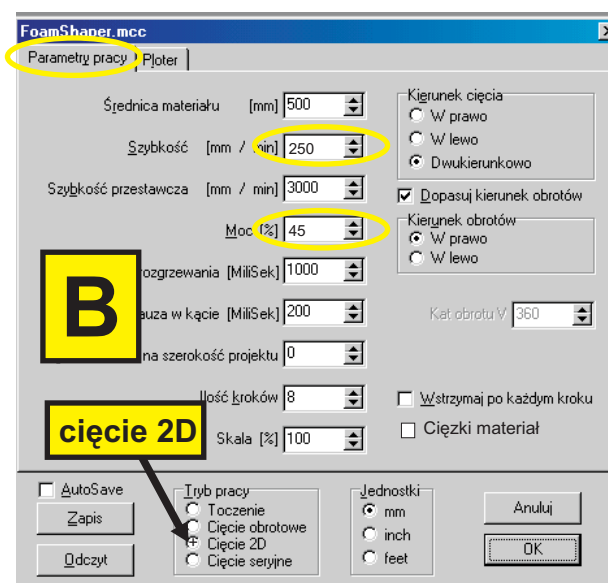 FoamShaper.mcc
Parametry pracy Ploter
Średnica materiału [mm] 500
Szybkość [mm / min] 250
Szybkość przestawcza [mm / min] 3000
Moc [%] 45
rozgrzewania [MiliSek] 1000
auza w kącie [MiliSek] 200
na szerokość projektu 0
Ilość kroków 8
Skala [%] 100
B
cięcie 2D
Kierunek cięcia
W prawo
W lewo
Dwukierunkowo
Dopasuj kierunek obrotów
Kierunek obrotów
W prawo
W lewo
Kat obrotu V 360
Wstrzymaj po każdym kroku
Cięzki materiał
AutoSave
Zapis
Odczyt
Tryb pracy
Toczenie
Cięcie obrotowe
Cięcie 2D
Cięcie seryjne
Jednostki
mm
inch
feet
Anuluj
OK